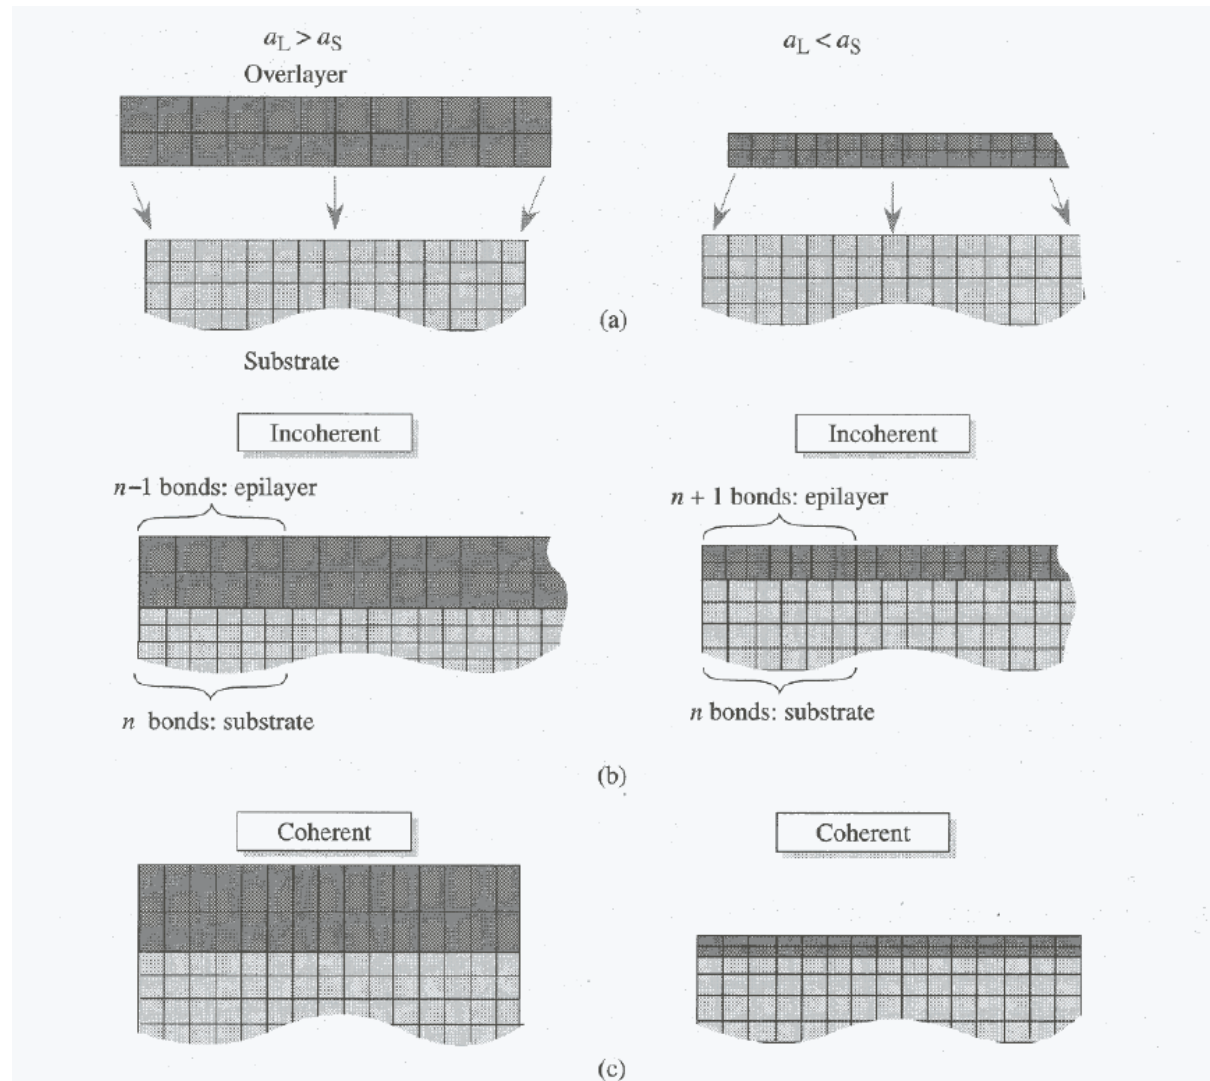 a_L > a_S
Overlayer
a_L < a_S
(a)
Substrate
Incoherent
Incoherent
n–1 bonds: epilayer
n + 1 bonds: epilayer
n bonds: substrate
n bonds: substrate
(b)
Coherent
Coherent
(c)